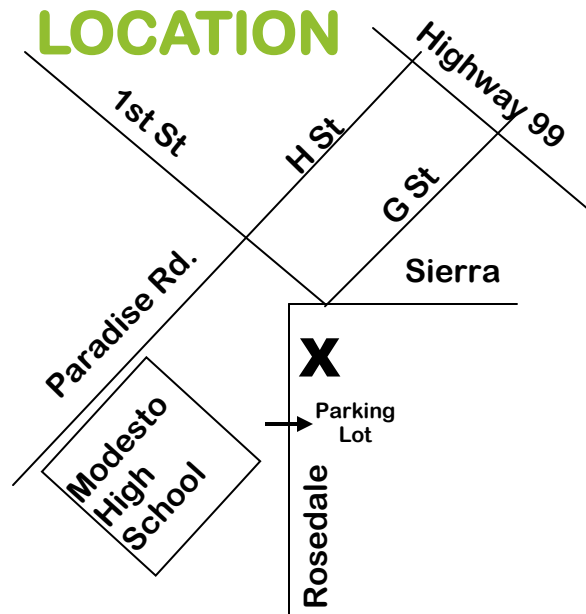 LOCATION
Highway 99
1st St
H St
G St
Paradise Rd.
Sierra
X
Parking
Lot
Modesto
High
School
Rosedale